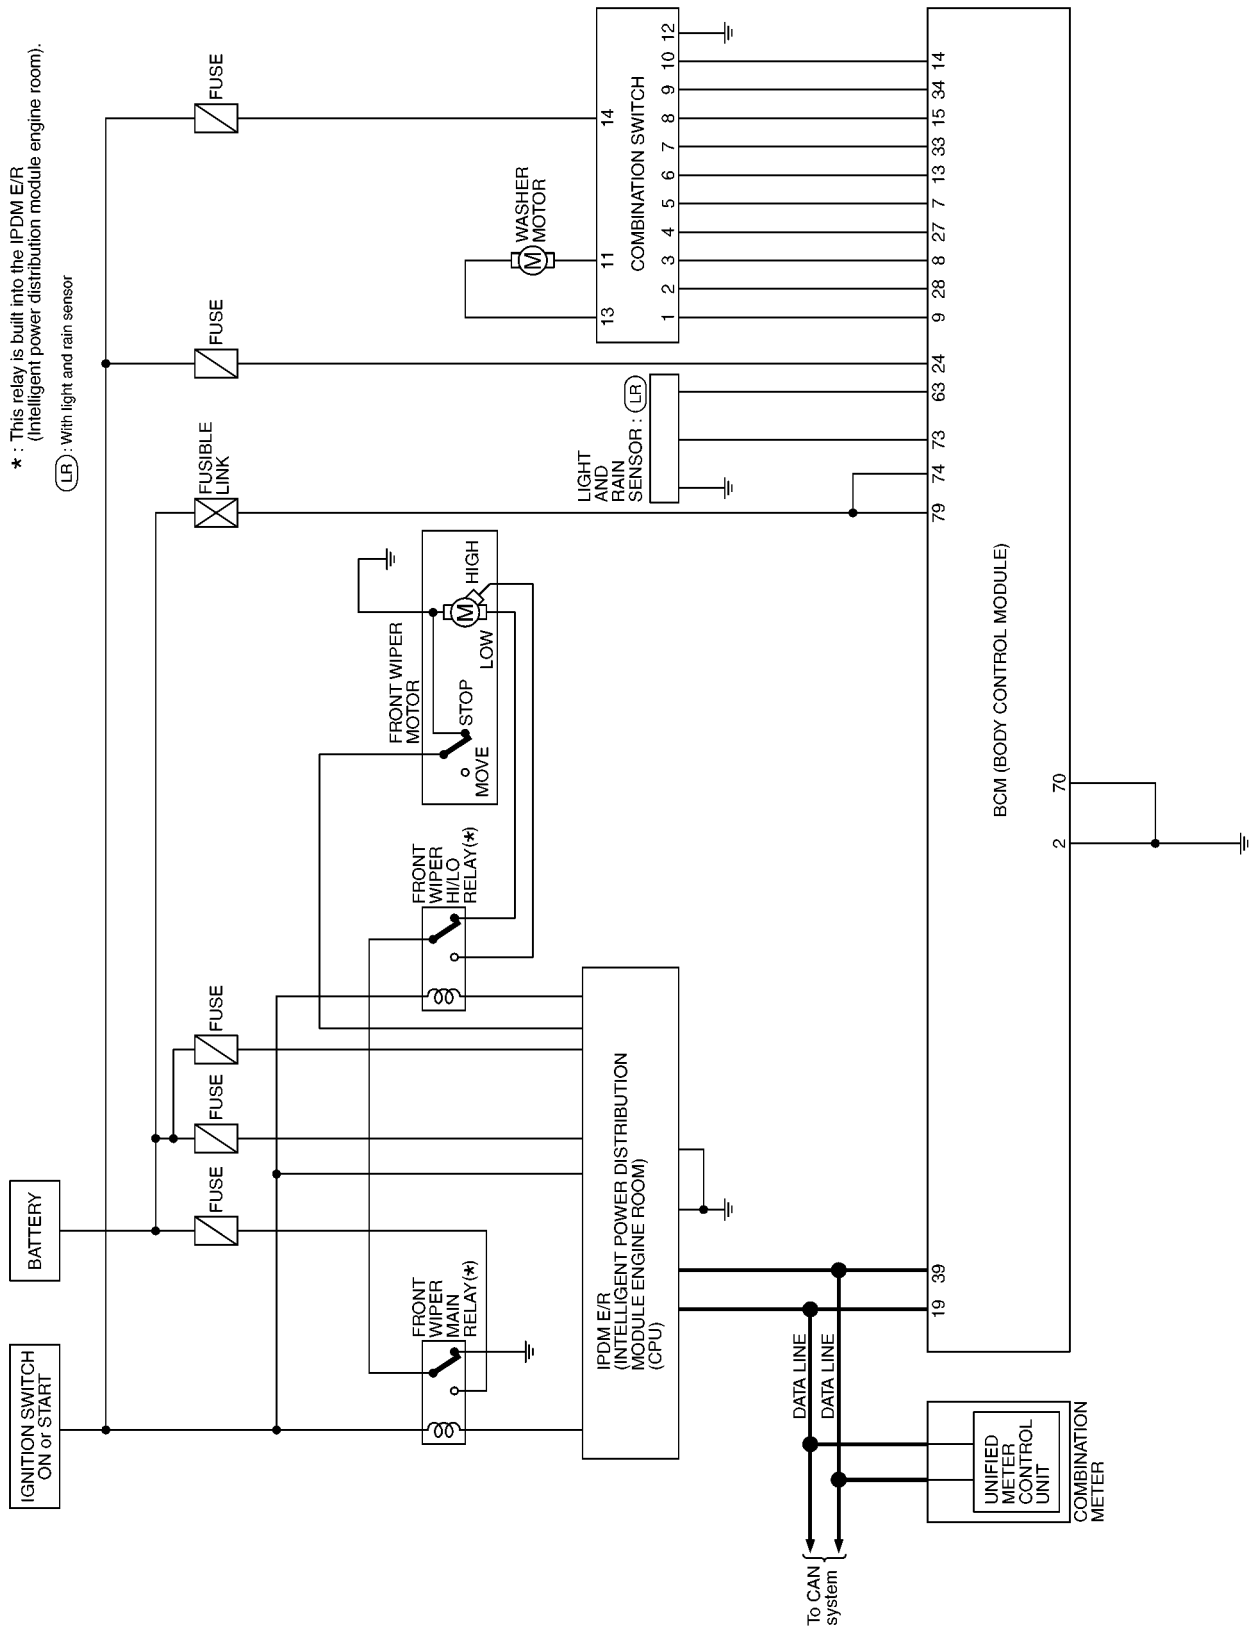 ★ : This relay is built into the IPDM E/R
(Intelligent power distribution module engine room).
LR : With light and rain sensor
IGNITION SWITCH
ON or START
BATTERY
FUSE
FUSE
FUSE
FUSIBLE
LINK
FUSE
FUSE
FRONT
WIPER
MAIN
RELAY(★)
FRONT
WIPER
HI/LO
RELAY(★)
FRONT WIPER
MOTOR
MOVE
STOP
LOW
HIGH
M
WASHER
MOTOR
M
13
11
14
COMBINATION SWITCH
1
2
3
4
5
6
7
8
9
10
12
LIGHT
AND
RAIN
SENSOR : LR
IPDM E/R
(INTELLIGENT POWER DISTRIBUTION
MODULE ENGINE ROOM)
(CPU)
DATA LINE
DATA LINE
To CAN
system
19
39
79
74
73
63
24
9
28
8
27
7
13
33
15
34
14
BCM (BODY CONTROL MODULE)
2
70
UNIFIED
METER
CONTROL
UNIT
COMBINATION
METER